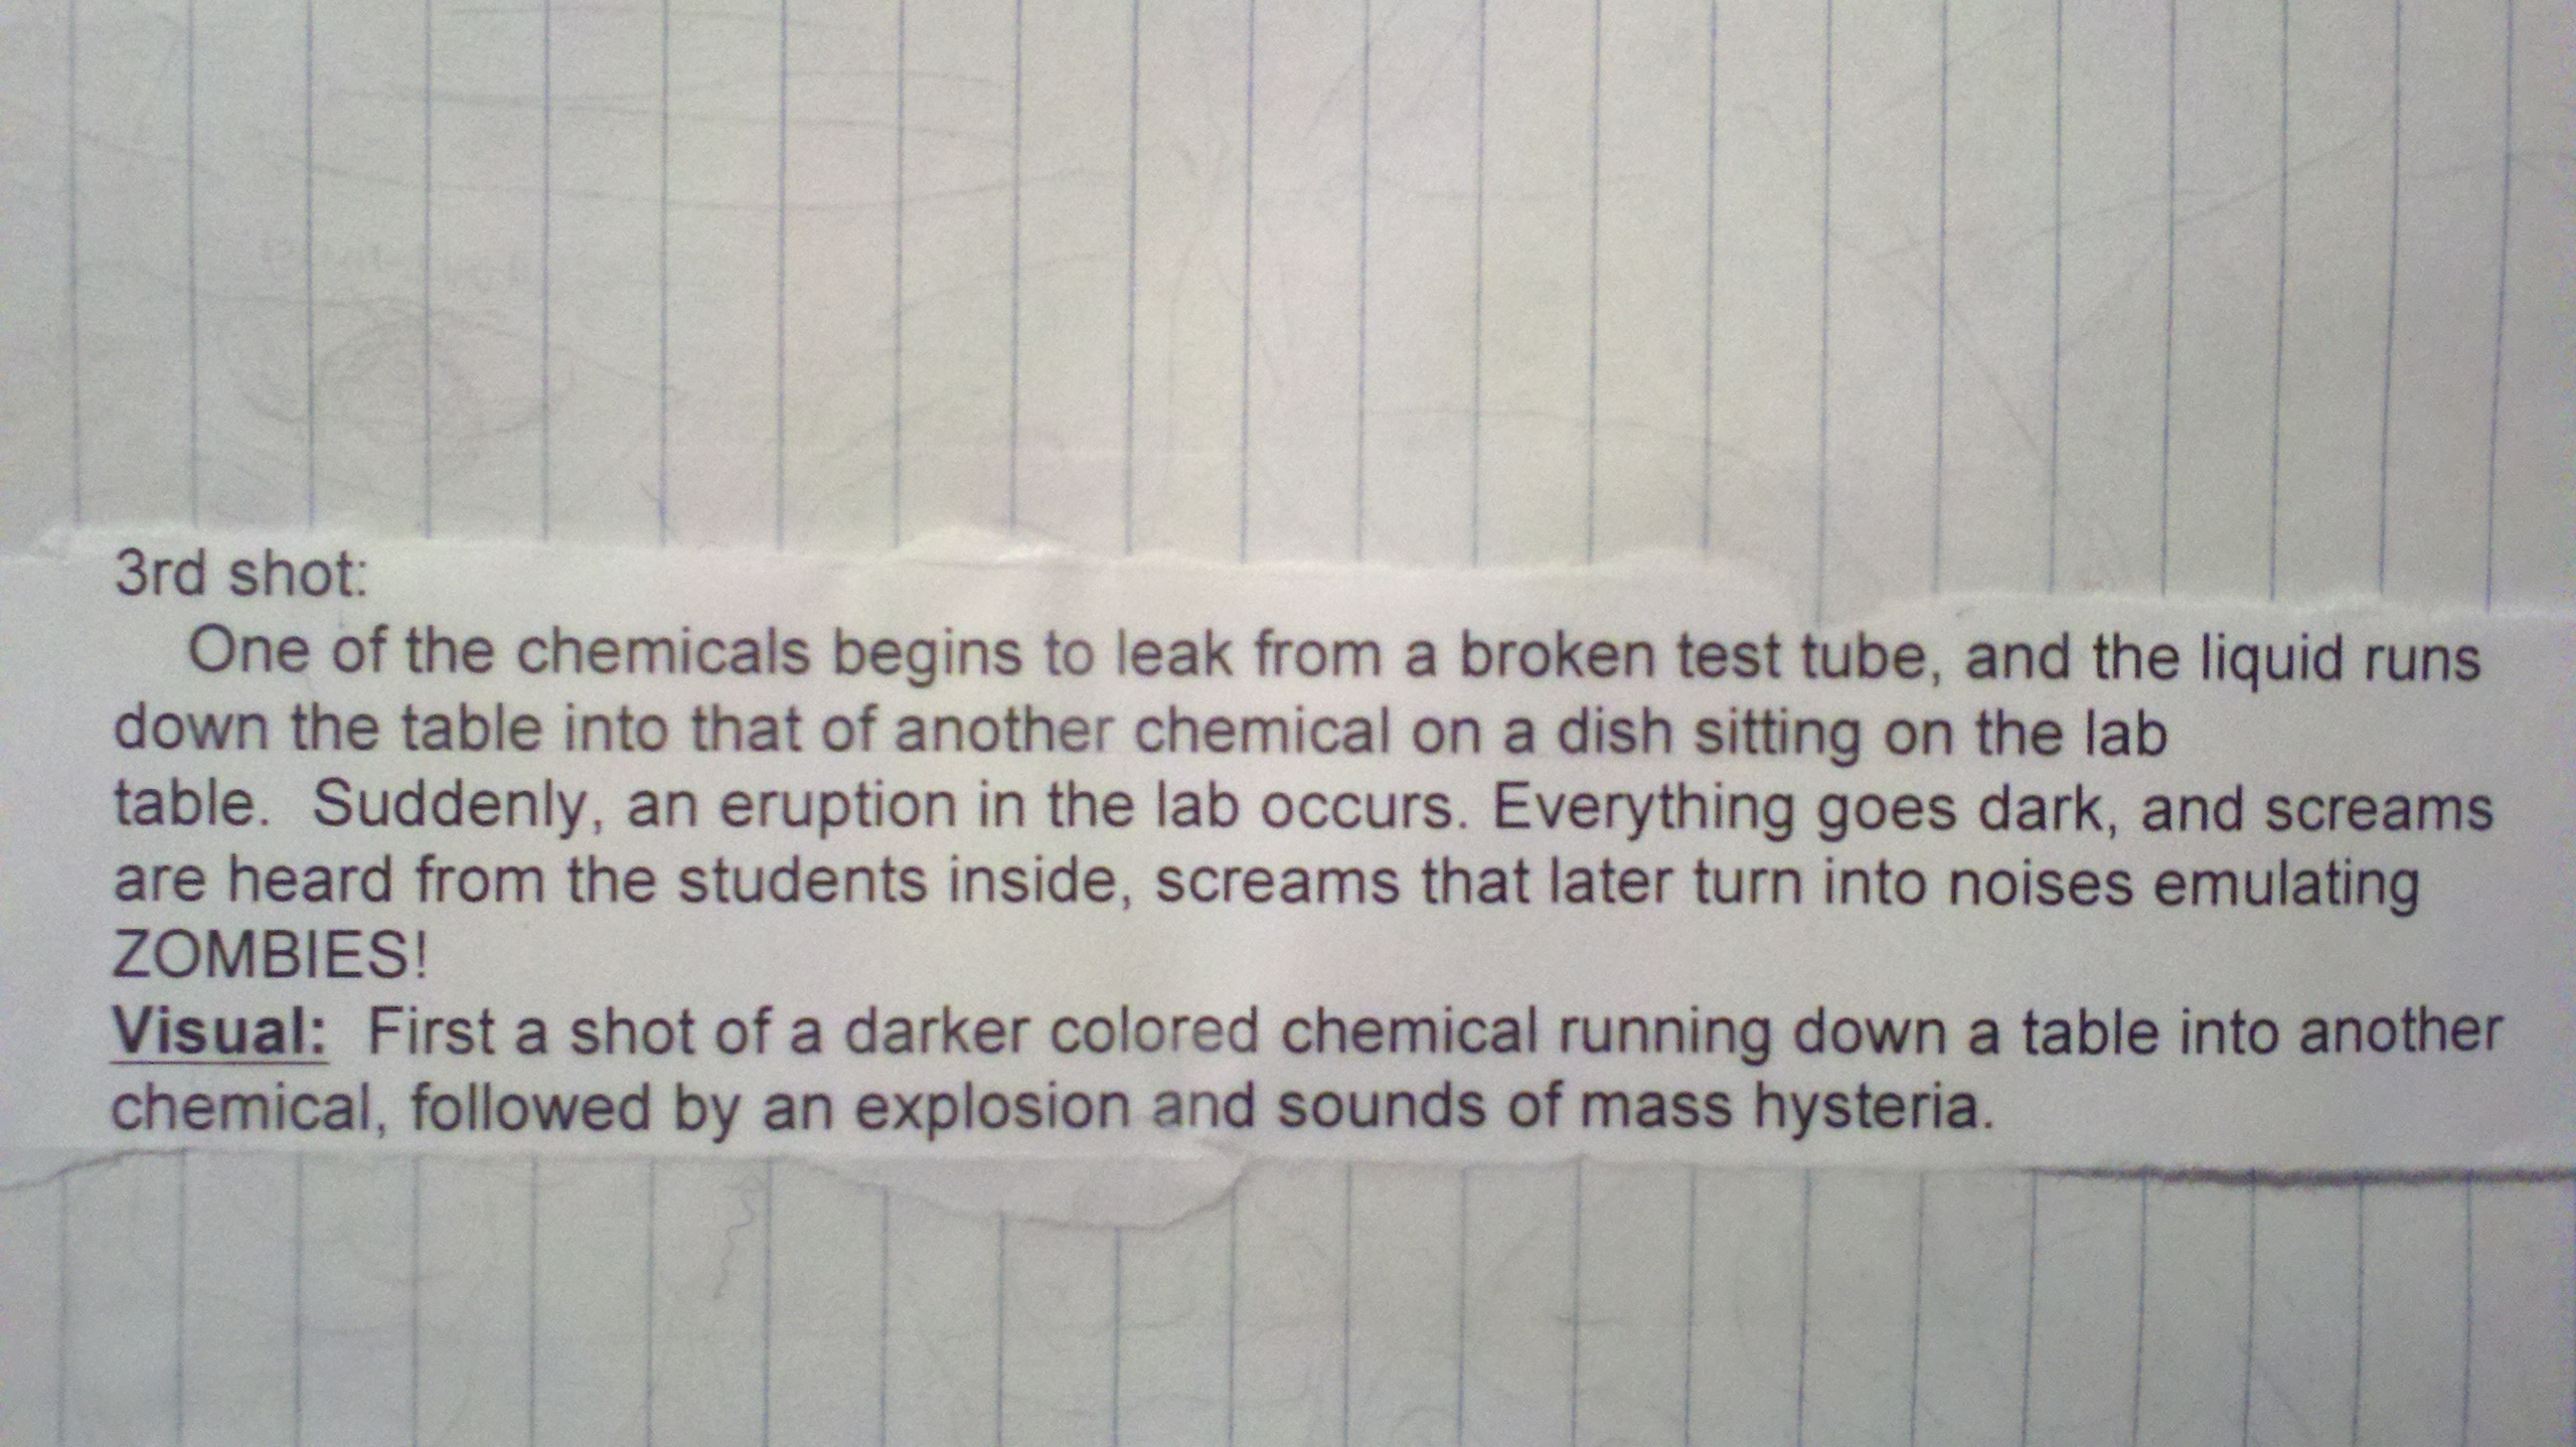 3rd shot:
One of the chemicals begins to leak from a broken test tube, and the liquid runs
down the table into that of another chemical on a dish sitting on the lab
table.  Suddenly, an eruption in the lab occurs. Everything goes dark, and screams
are heard from the students inside, screams that later turn into noises emulating
ZOMBIES!
Visual:  First a shot of a darker colored chemical running down a table into another
chemical, followed by an explosion and sounds of mass hysteria.